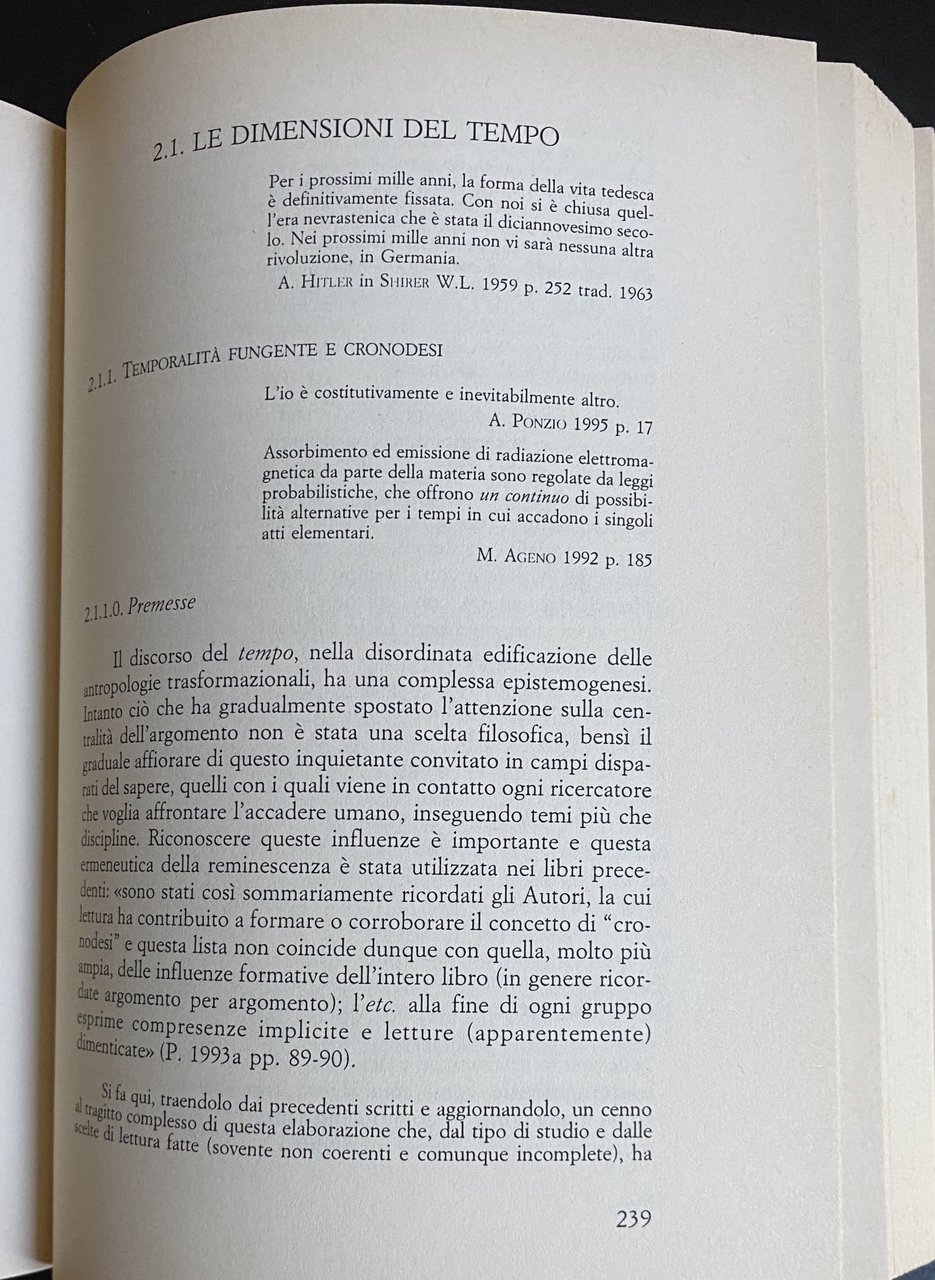 2.1. LE DIMENSIONI DEL TEMPO
Per i prossimi mille anni, la forma della vita tedesca
è definitivamente fissata. Con noi si è chiusa quel-
l'era nevrastenica che è stata il diciannovesimo seco-
lo. Nei prossimi mille anni non vi sarà nessuna altra
rivoluzione, in Germania.
A. HITLER in SHIRER W.L. 1959 p. 252 trad. 1963
2.1.1. TEMPORALITÀ FUNGENTE E CRONODESI
L'io è costitutivamente e inevitabilmente altro.
A. PONZIO 1995 p. 17
Assorbimento ed emissione di radiazione elettroma-
gnetica da parte della materia sono regolate da leggi
probabilistiche, che offrono un continuo di possibi-
lità alternative per i tempi in cui accadono i singoli
atti elementari.
M. AGENO 1992 p. 185
2.1.1.0. Premesse
Il discorso del tempo, nella disordinata edificazione delle
antropologie trasformazionali, ha una complessa epistemogenesi.
Intanto ciò che ha gradualmente spostato l'attenzione sulla cen-
tralità dell'argomento non è stata una scelta filosofica, bensì il
graduale affiorare di questo inquietante convitato in campi dispa-
rati del sapere, quelli con i quali viene in contatto ogni ricercatore
che voglia affrontare l'accadere umano, inseguendo temi più che
discipline. Riconoscere queste influenze è importante e questa
ermeneutica della reminescenza è stata utilizzata nei libri prece-
denti: «sono stati così sommariamente ricordati gli Autori, la cui
lettura ha contribuito a formare o corroborare il concetto di "cro-
nodesi" e questa lista non coincide dunque con quella, molto più
ampia, delle influenze formative dell'intero libro (in genere ricor-
date argomento per argomento); l'etc. alla fine di ogni gruppo
esprime compresenze implicite e letture (apparentemente)
dimenticate» (P. 1993a pp. 89-90).
Si fa qui, traendolo dai precedenti scritti e aggiornandolo, un cenno
al tragitto complesso di questa elaborazione che, dal tipo di studio e dalle
scelte di lettura fatte (sovente non coerenti e comunque incomplete), ha
239